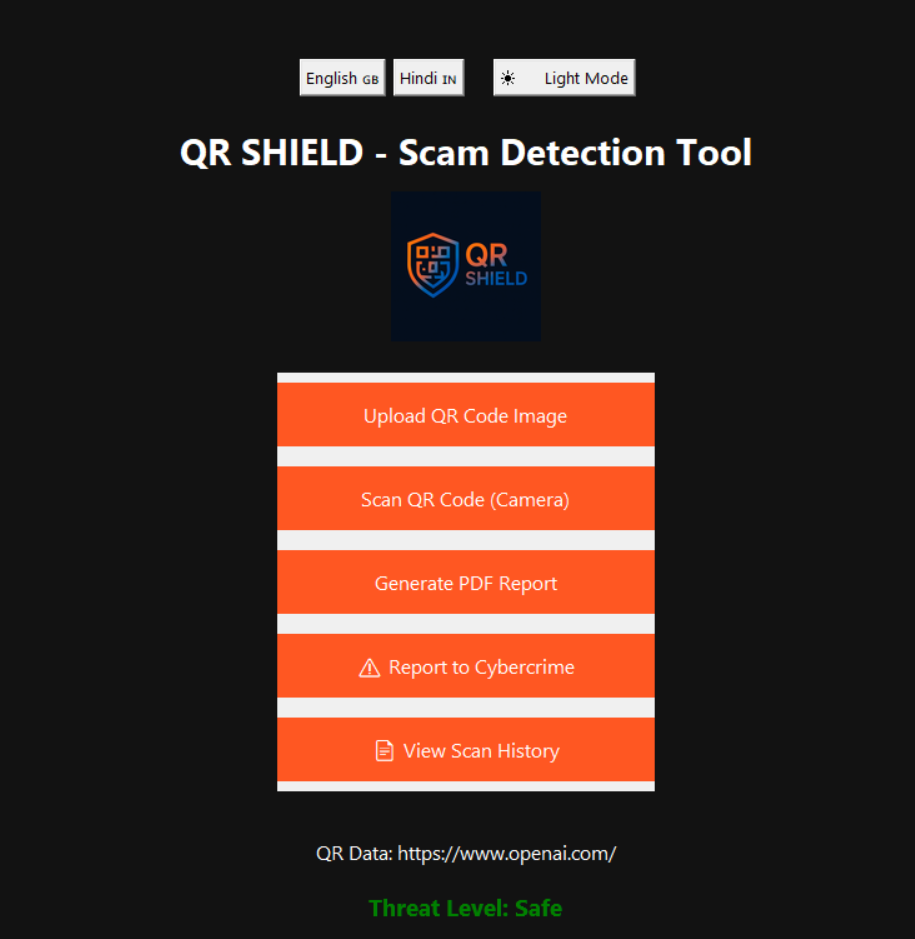 English GB Hindi IN ☀ Light Mode
QR SHIELD - Scam Detection Tool
QR
SHIELD
Upload QR Code Image
Scan QR Code (Camera)
Generate PDF Report
⚠ Report to Cybercrime
View Scan History
QR Data: https://www.openai.com/
Threat Level: Safe